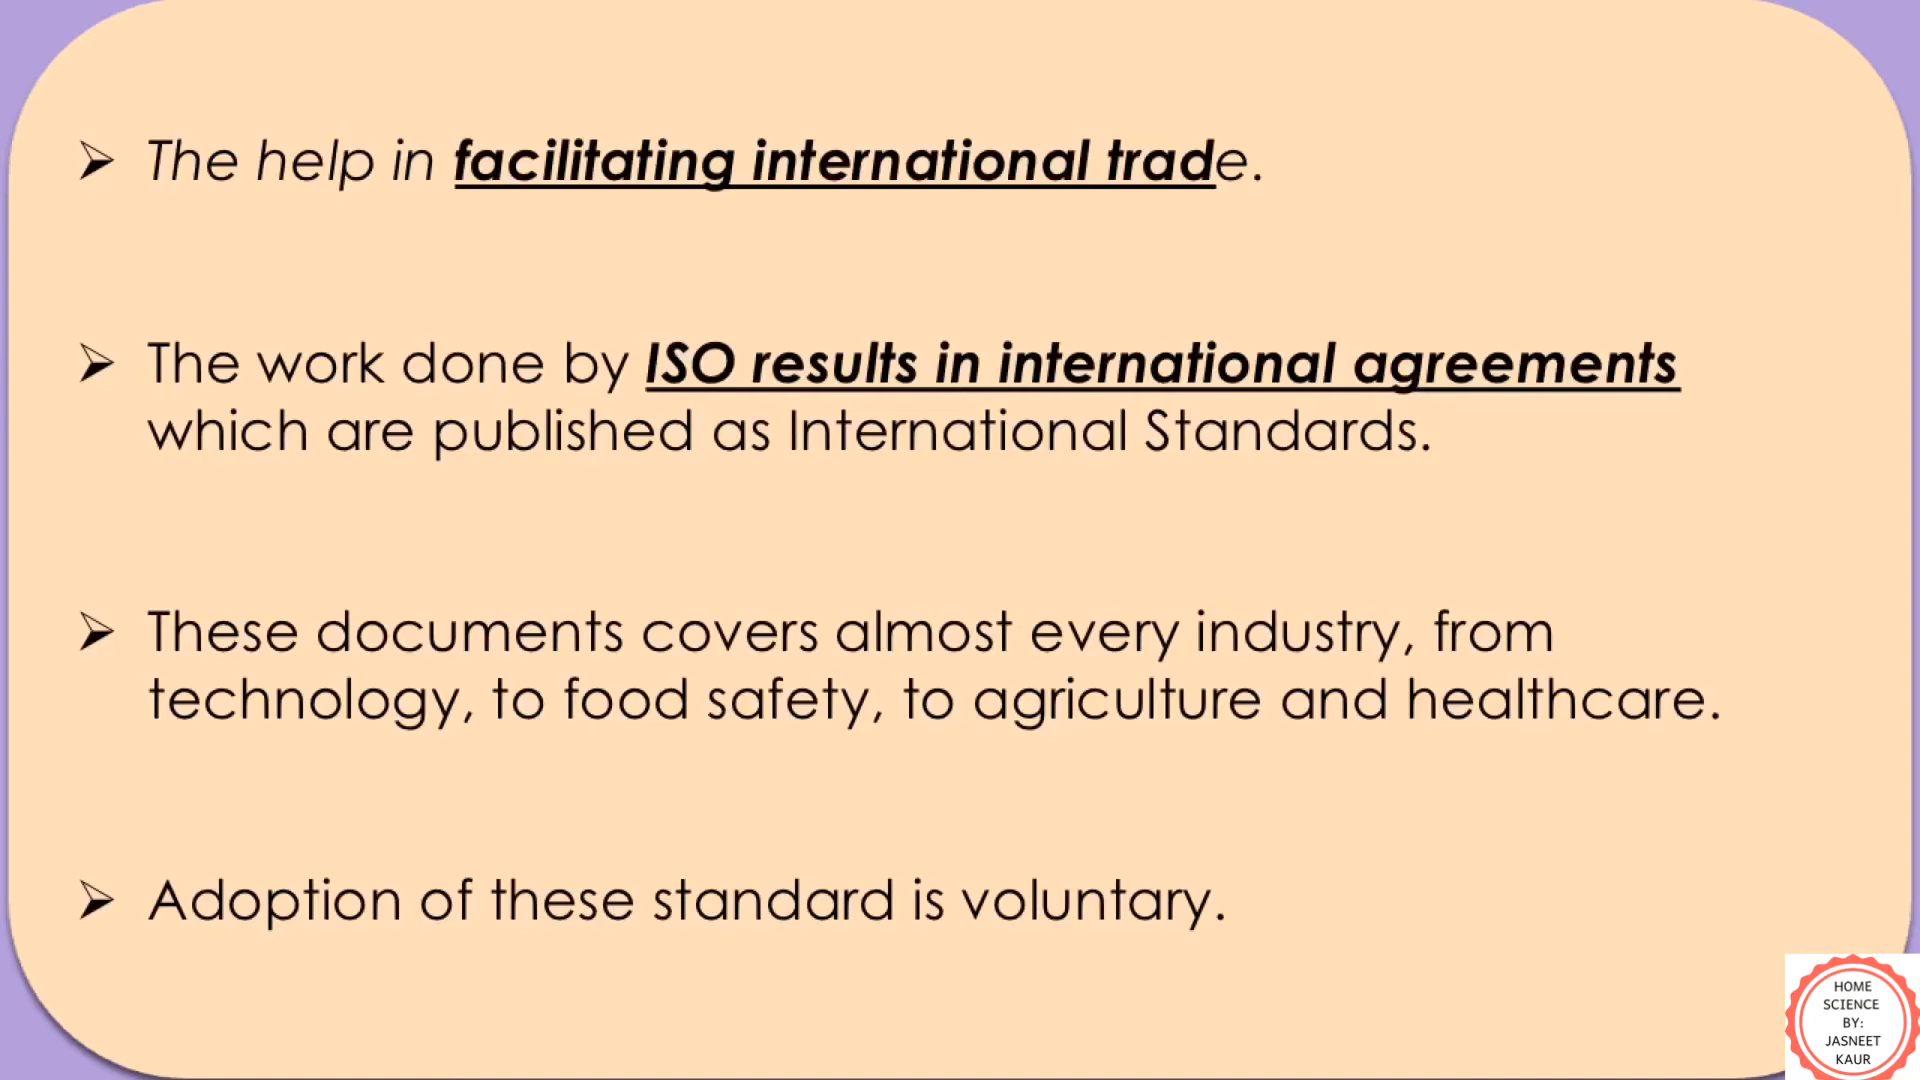 The help in facilitating international trade.
The work done by ISO results in international agreements
which are published as International Standards.
These documents covers almost every industry, from
technology, to food safety, to agriculture and healthcare.
Adoption of these standard is voluntary.
HOME
SCIENCE
BY:
JASNEET
KAUR